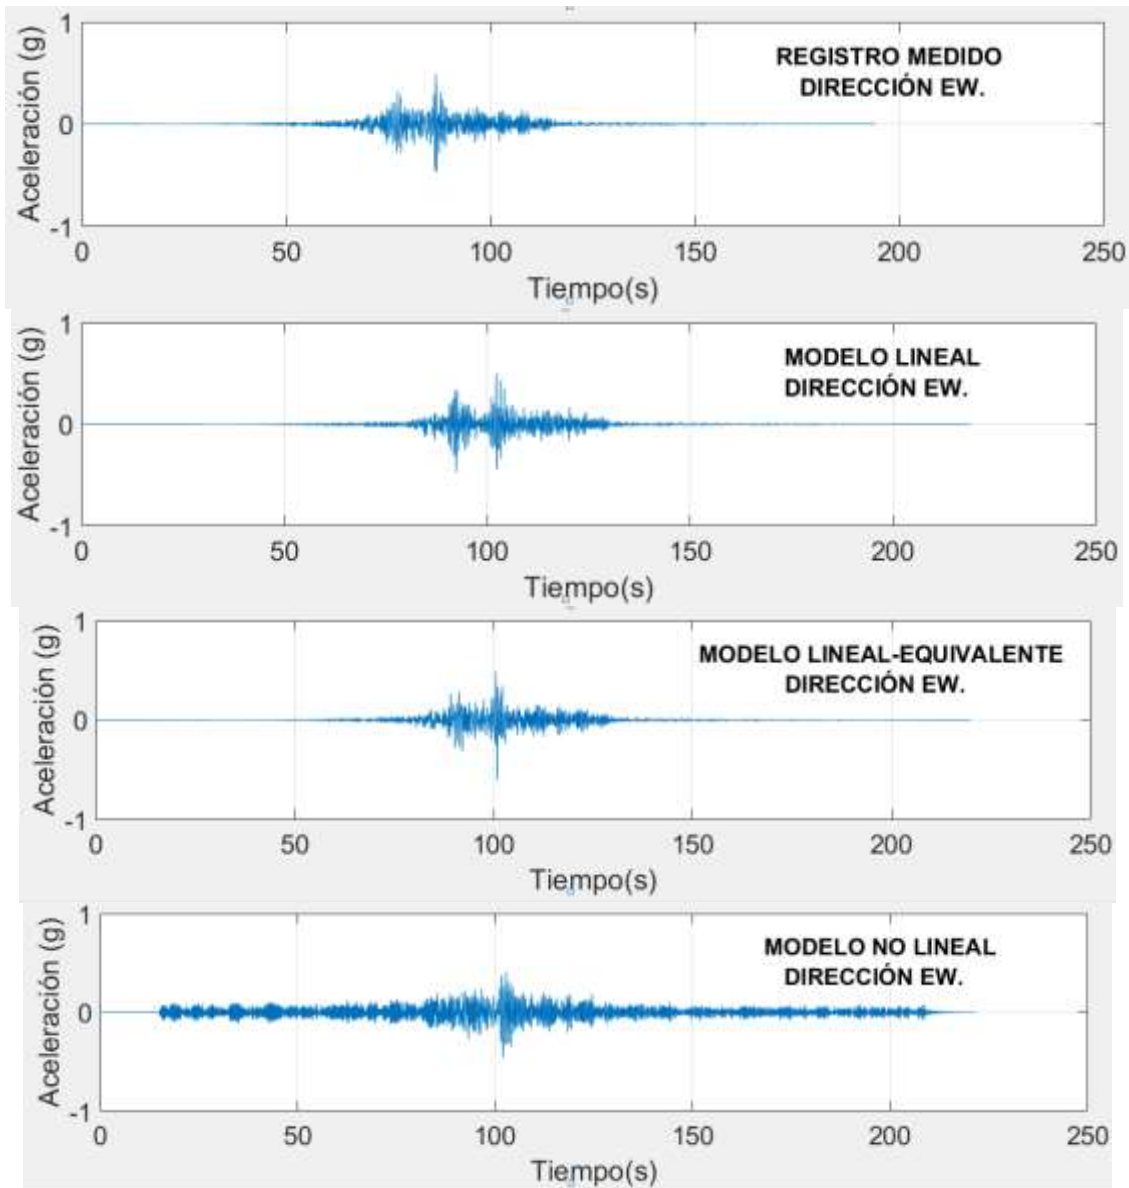 1
Aceleración (g)
REGISTRO MEDIDO
DIRECCIÓN EW.
0
-1
0 50 100 150 200 250
Tiempo(s)
1
Aceleración (g)
MODELO LINEAL
DIRECCIÓN EW.
0
-1
0 50 100 150 200 250
Tiempo(s)
1
Aceleración (g)
MODELO LINEAL-EQUIVALENTE
DIRECCIÓN EW.
0
-1
0 50 100 150 200 250
Tiempo(s)
1
Aceleración (g)
MODELO NO LINEAL
DIRECCIÓN EW.
0
-1
0 50 100 150 200 250
Tiempo(s)